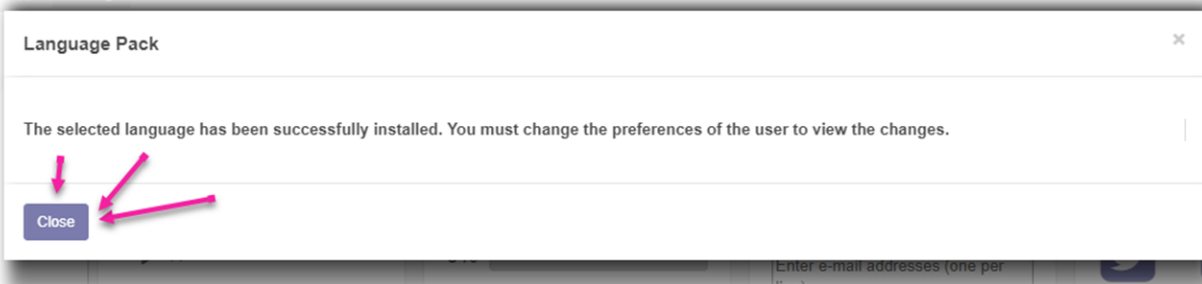 Language Pack
×
The selected language has been successfully installed. You must change the preferences of the user to view the changes.
Close
Enter e-mail addresses (one per